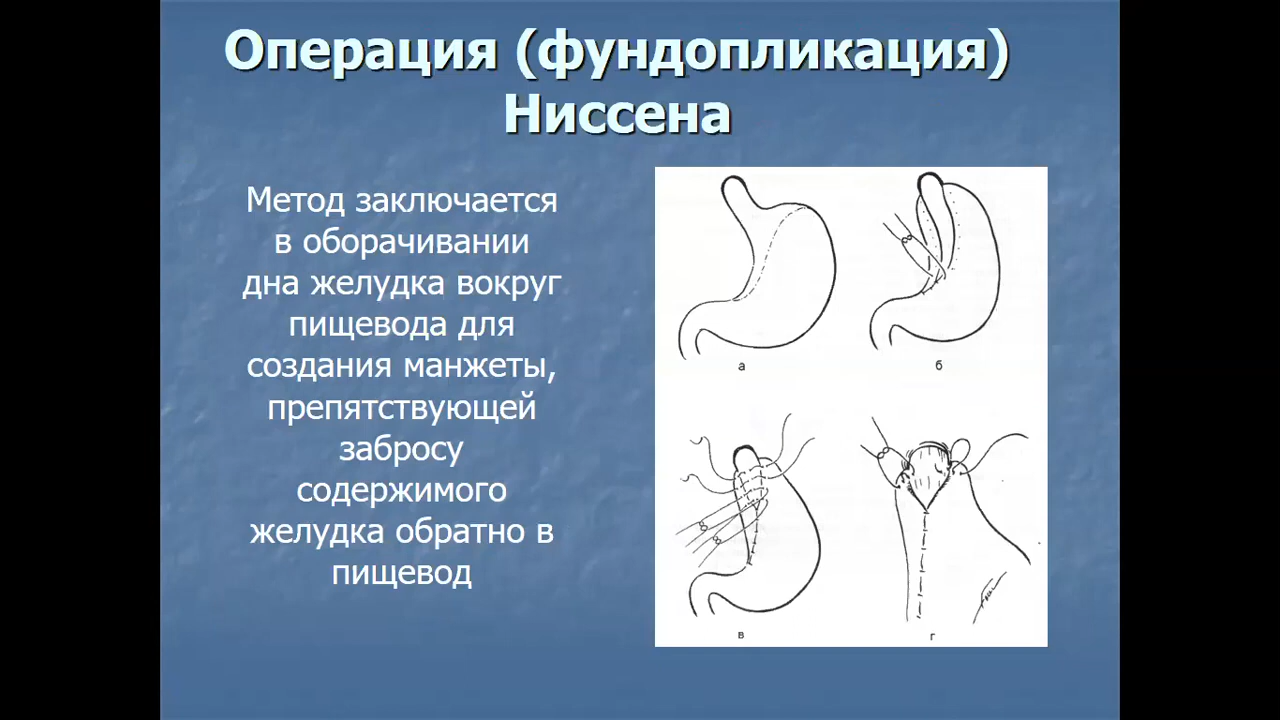 Операция (фундопликация)
Ниссена
Метод заключается
в оборачивании
дна желудка вокруг
пищевода для
создания манжеты,
препятствующей
забросу
содержимого
желудка обратно в
пищевод
а
б
в
г